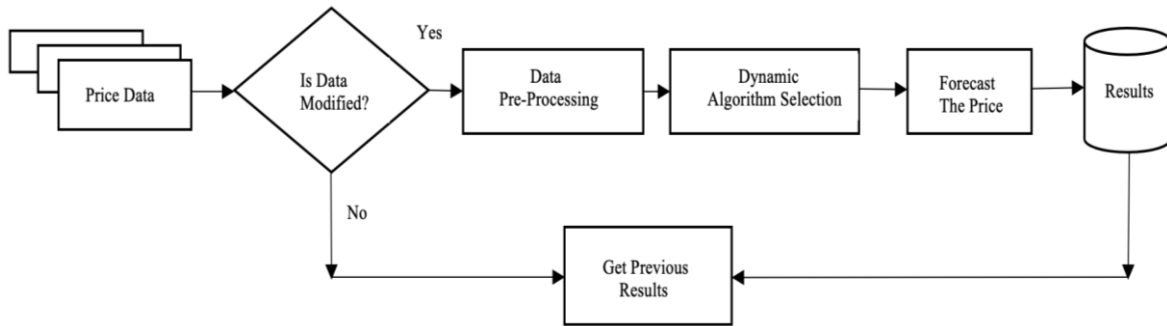 Yes
Price Data
Is Data
Modified?
Data
Pre-Processing
Dynamic
Algorithm Selection
Forecast
The Price
Results
No
Get Previous
Results